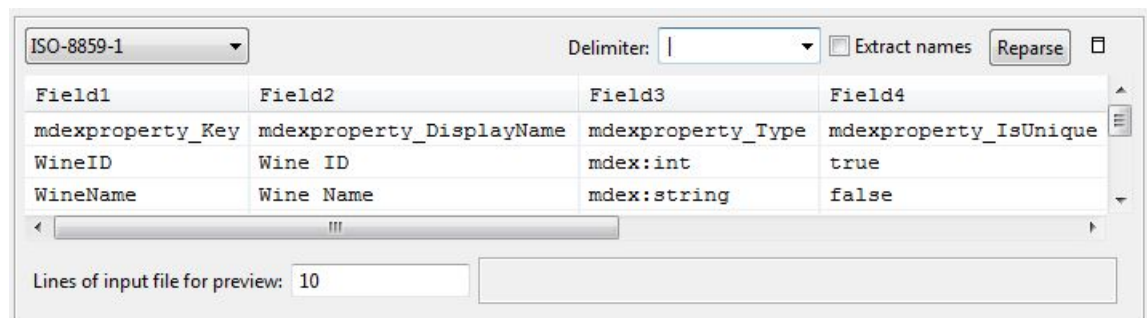 ISO-8859-1 Delimiter: | Extract names Reparse
Field1 Field2 Field3 Field4
mdexproperty_Key mdexproperty_DisplayName mdexproperty_Type mdexproperty_IsUnique
WineID Wine ID mdex:int true
WineName Wine Name mdex:string false
Lines of input file for preview: 10